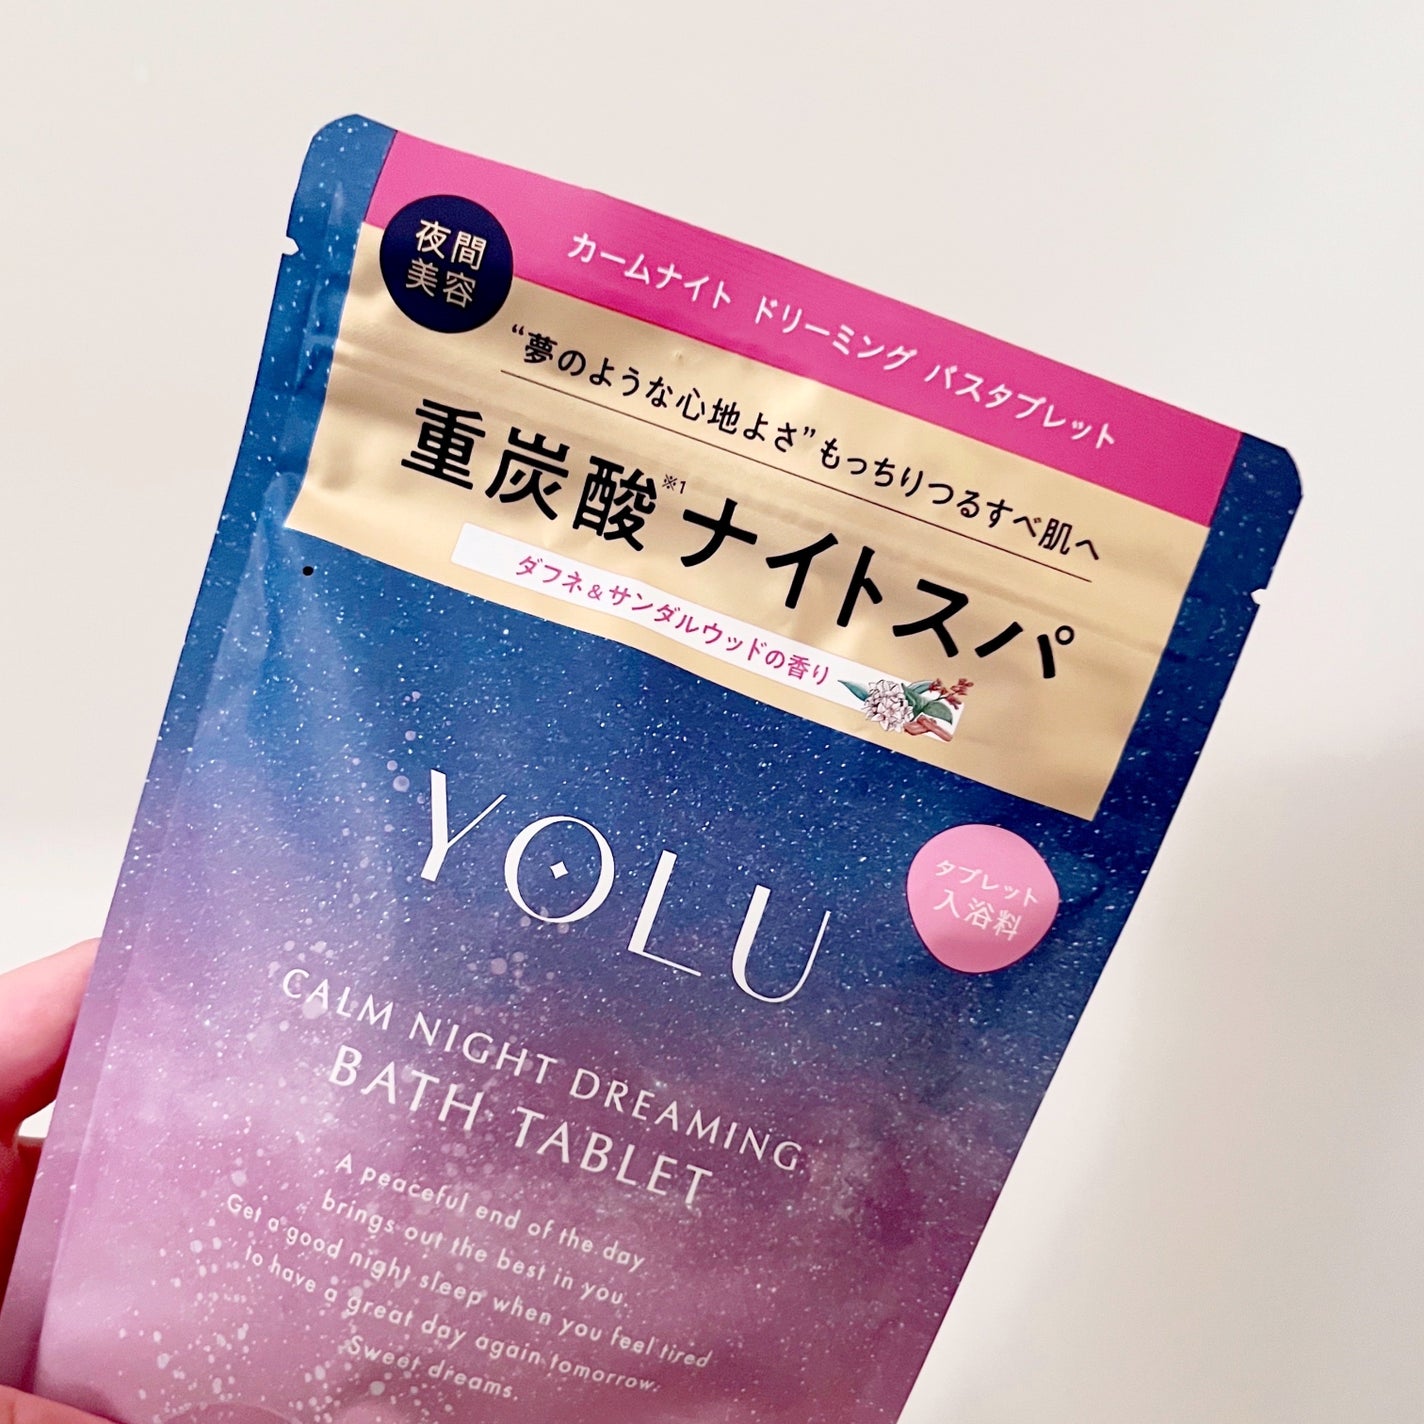 カームナイト ドリーミング バスタブレット
夜間
美容
“夢のような心地よさ”もっちりつるすべ肌へ
重炭酸※1ナイトスパ
ダフネ&サンダルウッドの香り
YOLU
タブレット
入浴料
CALM NIGHT DREAMING
BATH TABLET
A peaceful end of the day
brings out the best in you.
Get a good night sleep when you feel tired
to have a great day again tomorrow.
Sweet dreams.